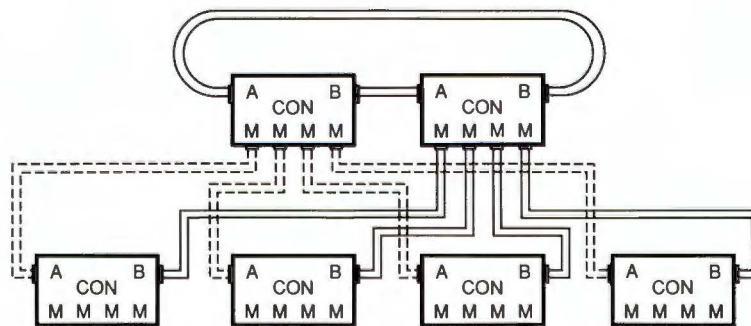 A B A B
CON CON
M M M M M M M M
A B A B A B A B
CON CON CON CON
M M M M M M M M M M M M M M M M